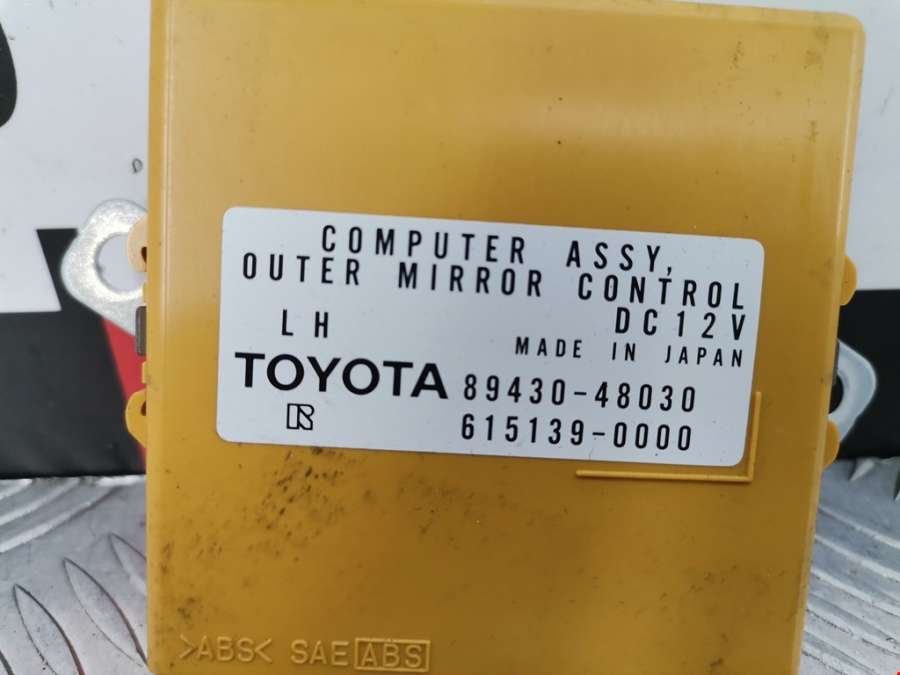 COMPUTER ASSY,
OUTER MIRROR CONTROL
LH DC12V
MADE IN JAPAN
TOYOTA 89430-48030
R 615139-0000
>ABS< SAE ABS